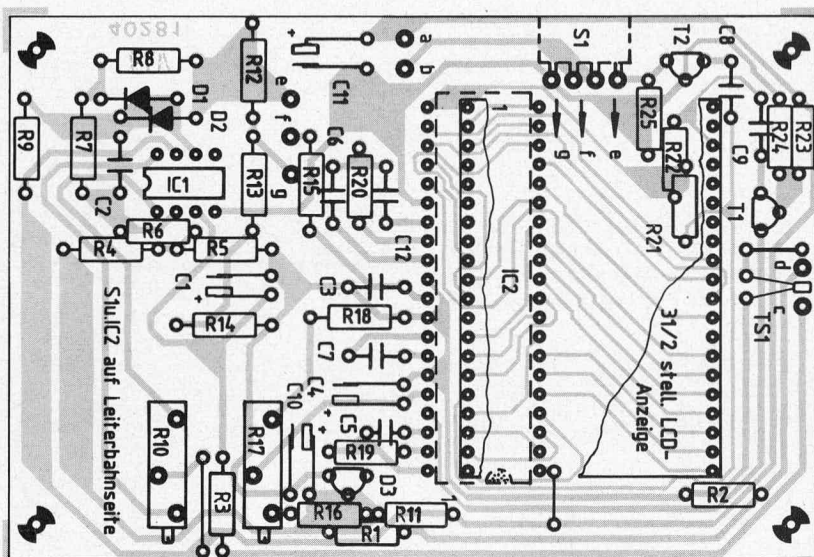 40281
R8
R12
+
C11
a
b
S1
T2
C8
e
D1
D2
f
g
R9
R7
C2
IC1
R13
R15
C6
R20
C12
1
g
f
e
R25
R22
R21
C9
R24
R23
T1
d
c
TS1
R6
R4
R5
C1
+
R14
C3
R18
C7
C4
+
C10
+
C5
R19
D3
IC2
31/2 stell. LCD-
Anzeige
S1u.IC2 auf Leiterbahnseite
R10
R3
R17
R16
R1
R11
1
R2